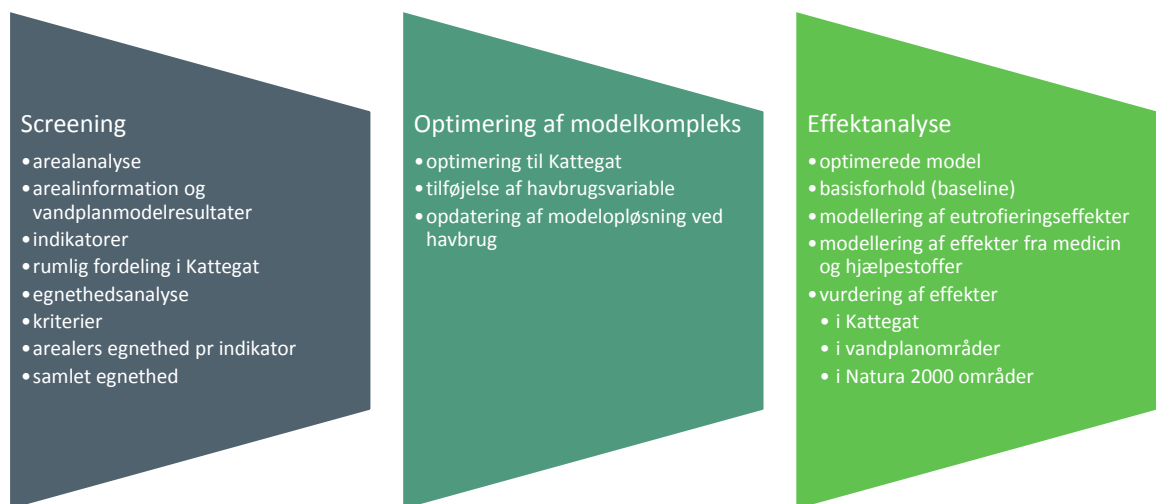 Screening
•arealanalyse
•arealinformation og
vandplanmodelresultater
•indikatorer
•rumlig fordeling i Kattegat
•egnethedsanalyse
•kriterier
•arealers egnethed pr indikator
•samlet egnethed
Optimering af modelkompleks
•optimering til Kattegat
•tilføjelse af havbrugsvariable
•opdatering af modelopløsning ved
havbrug
Effektanalyse
•optimerede model
•basisforhold (baseline)
•modellering af eutrofieringseffekter
•modellering af effekter fra medicin
og hjælpestoffer
•vurdering af effekter
• i Kattegat
• i vandplanområder
• i Natura 2000 områder